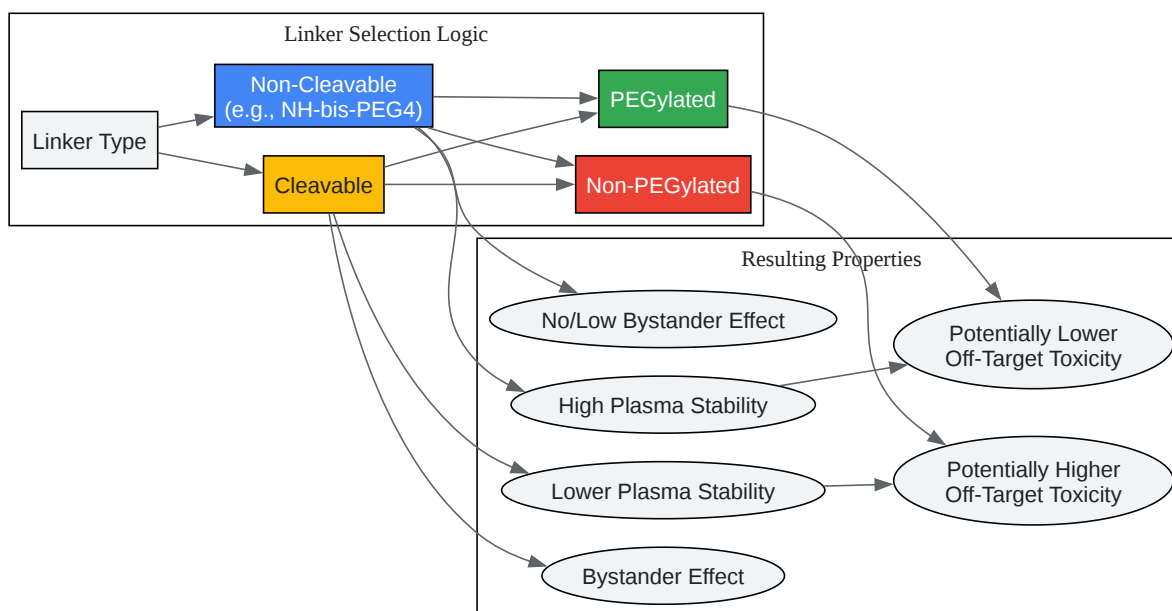 Linker Selection Logic
Linker Type
Non-Cleavable
(e.g., NH-bis-PEG4)
Cleavable
PEGylated
Non-PEGylated
Resulting Properties
No/Low Bystander Effect
High Plasma Stability
Lower Plasma Stability
Bystander Effect
Potentially Lower
Off-Target Toxicity
Potentially Higher
Off-Target Toxicity